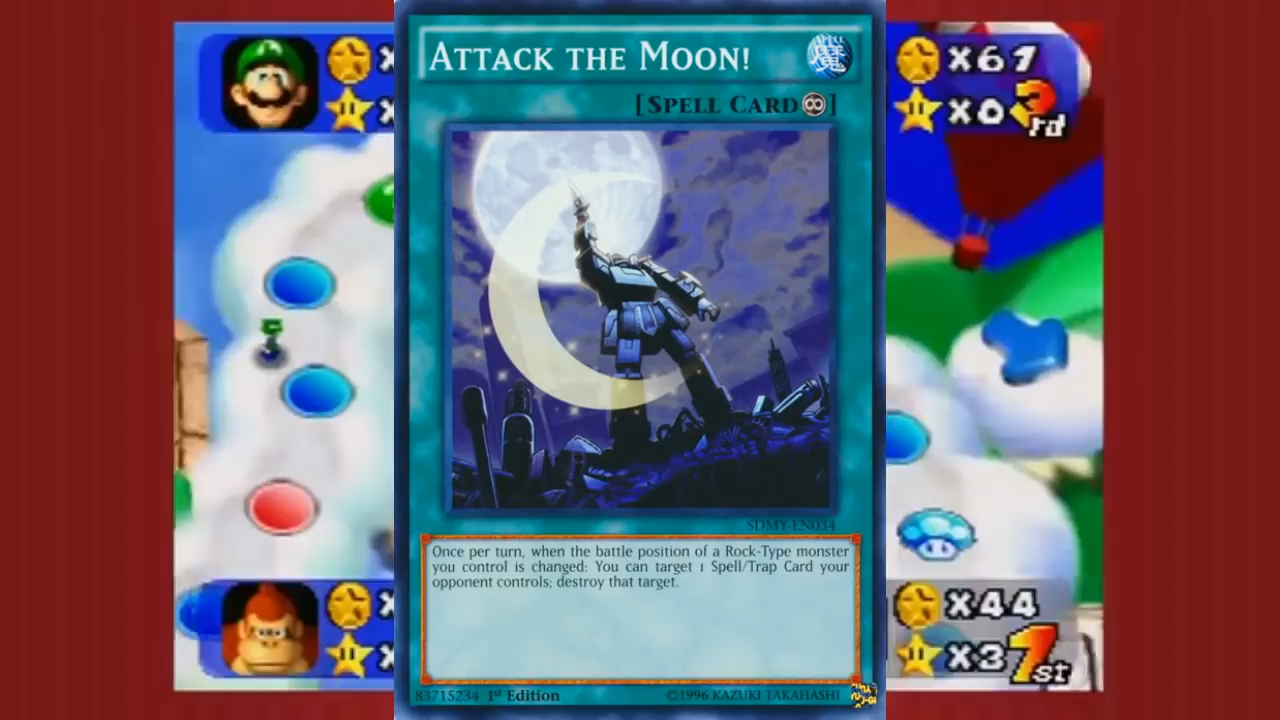 ATTACK THE MOON!
魔
[SPELL CARD∞]
X
X
X67
X0 3rd
SDMY-EN034
Once per turn, when the battle position of a Rock-Type monster
you control is changed: You can target 1 Spell/Trap Card your
opponent controls; destroy that target.
X
X
X44
X3 1st
83715234 1st Edition
©1996 KAZUKI TAKAHASHI